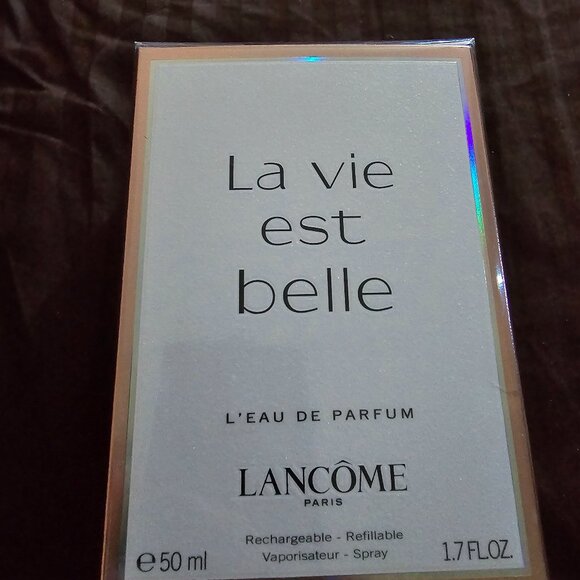 La vie
est
belle
L'EAU DE PARFUM
LANCÔME
PARIS
Rechargeable - Refillable
Vaporisateur - Spray
℮50 ml
1.7 FL.OZ.